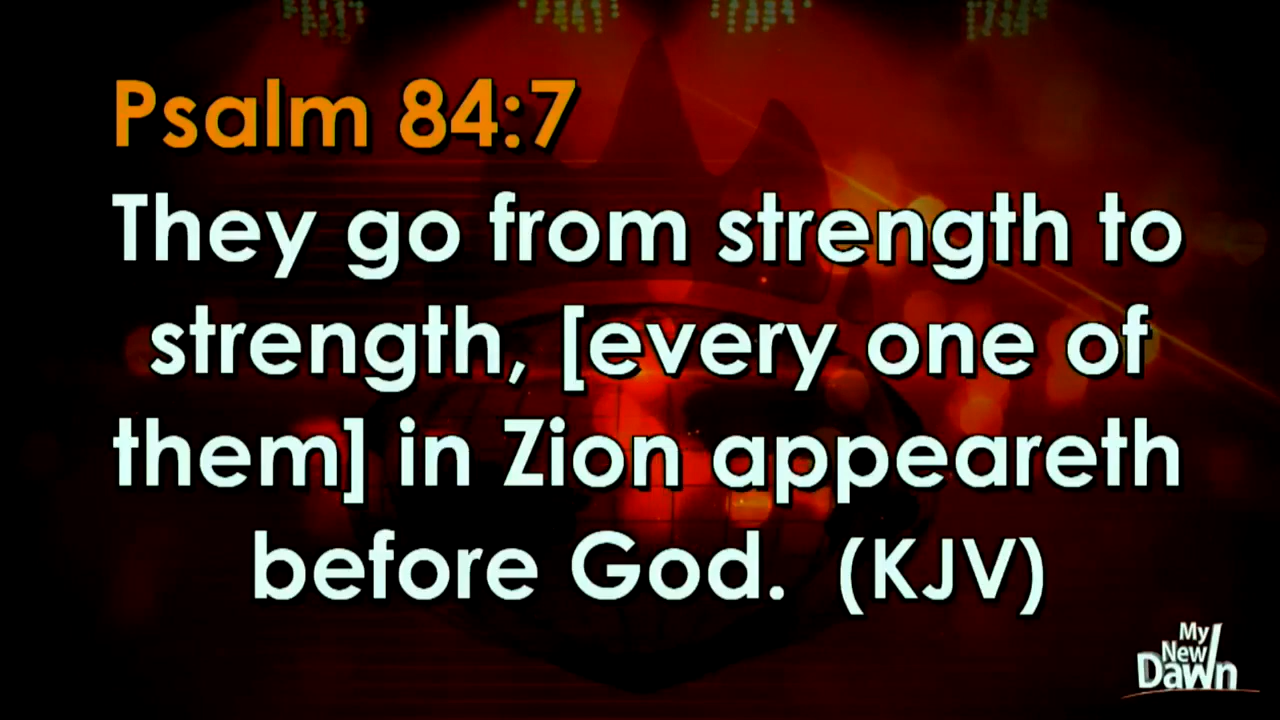 Psalm 84:7
They go from strength to
strength, [every one of
them] in Zion appeareth
before God. (KJV)
My
New
Dawn